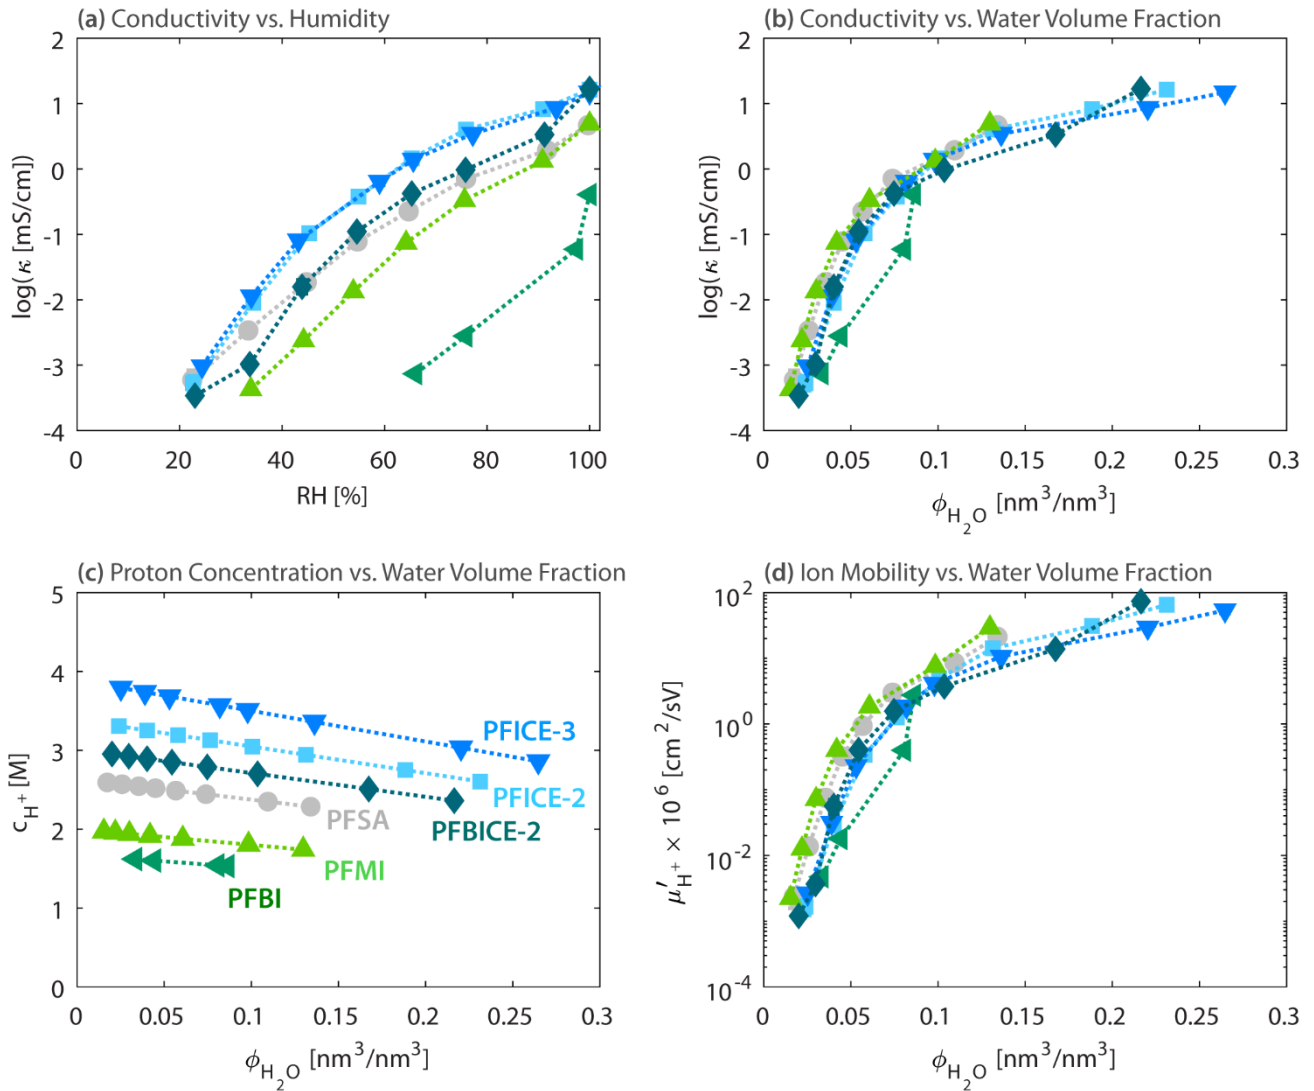 (a) Conductivity vs. Humidity
2
1
0
-1
-2
-3
-4
log(κ [mS/cm])
0
20
40
60
80
100
RH [%]
(b) Conductivity vs. Water Volume Fraction
2
1
0
-1
-2
-3
-4
log(κ [mS/cm])
0
0.05
0.1
0.15
0.2
0.25
0.3
ϕ_H₂O [nm³/nm³]
(c) Proton Concentration vs. Water Volume Fraction
5
4
3
2
1
0
c_H⁺ [M]
PFICE-3
PFICE-2
PFBICE-2
PFSA
PFMI
PFBI
0
0.05
0.1
0.15
0.2
0.25
0.3
ϕ_H₂O [nm³/nm³]
(d) Ion Mobility vs. Water Volume Fraction
10²
10⁰
10⁻²
10⁻⁴
μ′_H⁺ × 10⁶ [cm²/sV]
0
0.05
0.1
0.15
0.2
0.25
0.3
ϕ_H₂O [nm³/nm³]